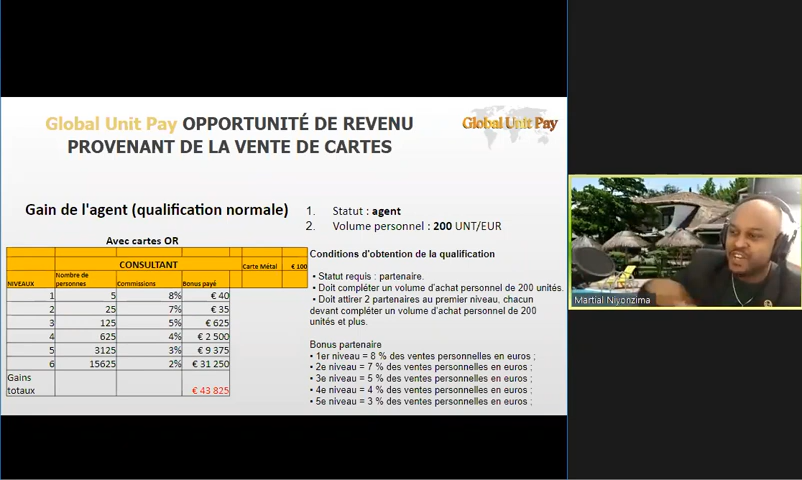 Global Unit Pay OPPORTUNITÉ DE REVENU
PROVENANT DE LA VENTE DE CARTES
Global Unit Pay
Gain de l'agent (qualification normale)
1. Statut : agent
2. Volume personnel : 200 UNT/EUR
Avec cartes OR
CONSULTANT Carte Métal € 100
NIVEAUX Nombre de personnes Commissions Bonus payé
1 5 8% € 40
2 25 7% € 35
3 125 5% € 625
4 625 4% € 2 500
5 3125 3% € 9 375
6 15625 2% € 31 250
Gains totaux € 43 825
Conditions d'obtention de la qualification
• Statut requis : partenaire.
• Doit compléter un volume d'achat personnel de 200 unités.
• Doit attirer 2 partenaires au premier niveau, chacun
devant compléter un volume d'achat personnel de 200
unités et plus.
Bonus partenaire
• 1er niveau = 8 % des ventes personnelles en euros ;
• 2e niveau = 7 % des ventes personnelles en euros ;
• 3e niveau = 5 % des ventes personnelles en euros ;
• 4e niveau = 4 % des ventes personnelles en euros ;
• 5e niveau = 3 % des ventes personnelles en euros ;
Martial Niyonzima